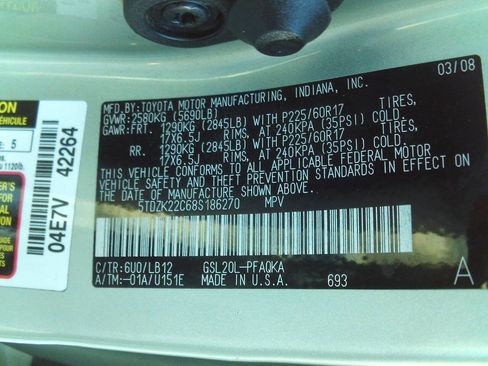 MFD.BY:TOYOTA MOTOR MANUFACTURING, INDIANA, INC.
03/08
GVWR:2580KG (5690LB)
GAWR:FRT. 1290KG (2845LB) WITH P225/60R17 TIRES,
17X6.5J RIMS, AT 240KPA (35PSI) COLD.
RR. 1290KG (2845LB) WITH P225/60R17 TIRES,
17X6.5J RIMS, AT 240KPA (35PSI) COLD.
THIS VEHICLE CONFORMS TO ALL APPLICABLE FEDERAL MOTOR
VEHICLE SAFETY AND THEFT PREVENTION STANDARDS IN EFFECT ON
THE DATE OF MANUFACTURE SHOWN ABOVE.
5TDZK22C68S186270 MPV
C/TR:6U0/LB12 GSL20L-PFAQKA
A/TM:-01A/U151E MADE IN U.S.A. 693
A
VÉHICULE
5
1120lb
04E7V 42264